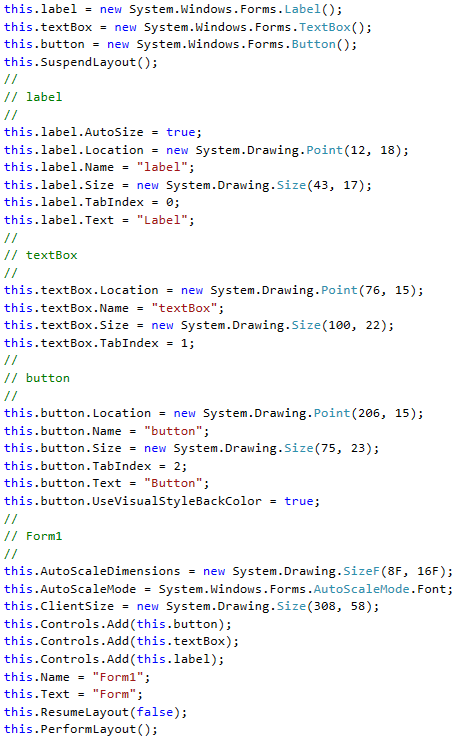 this.label = new System.Windows.Forms.Label();
this.textBox = new System.Windows.Forms.TextBox();
this.button = new System.Windows.Forms.Button();
this.SuspendLayout();
//
// label
//
this.label.AutoSize = true;
this.label.Location = new System.Drawing.Point(12, 18);
this.label.Name = "label";
this.label.Size = new System.Drawing.Size(43, 17);
this.label.TabIndex = 0;
this.label.Text = "Label";
//
// textBox
//
this.textBox.Location = new System.Drawing.Point(76, 15);
this.textBox.Name = "textBox";
this.textBox.Size = new System.Drawing.Size(100, 22);
this.textBox.TabIndex = 1;
//
// button
//
this.button.Location = new System.Drawing.Point(206, 15);
this.button.Name = "button";
this.button.Size = new System.Drawing.Size(75, 23);
this.button.TabIndex = 2;
this.button.Text = "Button";
this.button.UseVisualStyleBackColor = true;
//
// Form1
//
this.AutoScaleDimensions = new System.Drawing.SizeF(8F, 16F);
this.AutoScaleMode = System.Windows.Forms.AutoScaleMode.Font;
this.ClientSize = new System.Drawing.Size(308, 58);
this.Controls.Add(this.button);
this.Controls.Add(this.textBox);
this.Controls.Add(this.label);
this.Name = "Form1";
this.Text = "Form";
this.ResumeLayout(false);
this.PerformLayout();